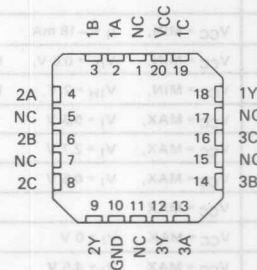 1B 1A NC VCC 1C
3 2 1 20 19
2A 4 18 1Y
NC 5 17 NC
2B 6 16 3C
NC 7 15 NC
2C 8 14 3B
9 10 11 12 13
2Y GND NC 3Y 3A